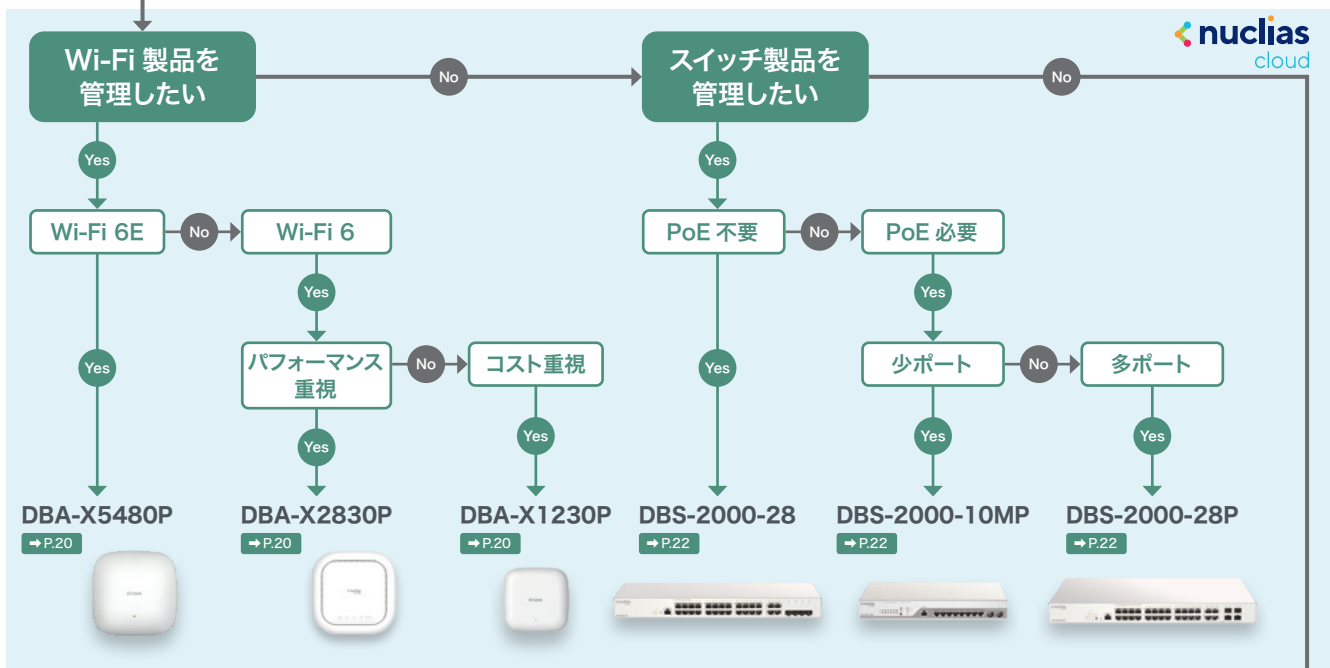 nuclias
cloud
Wi-Fi 製品を
管理したい
No
スイッチ製品を
管理したい
No
Yes
Yes
Wi-Fi 6E
No
Wi-Fi 6
PoE 不要
No
PoE 必要
Yes
Yes
Yes
パフォーマンス
重視
No
コスト重視
Yes
少ポート
No
多ポート
Yes
Yes
Yes
Yes
DBA-X5480P
➡P.20
DBA-X2830P
➡P.20
DBA-X1230P
➡P.20
DBS-2000-28
➡P.22
DBS-2000-10MP
➡P.22
DBS-2000-28P
➡P.22